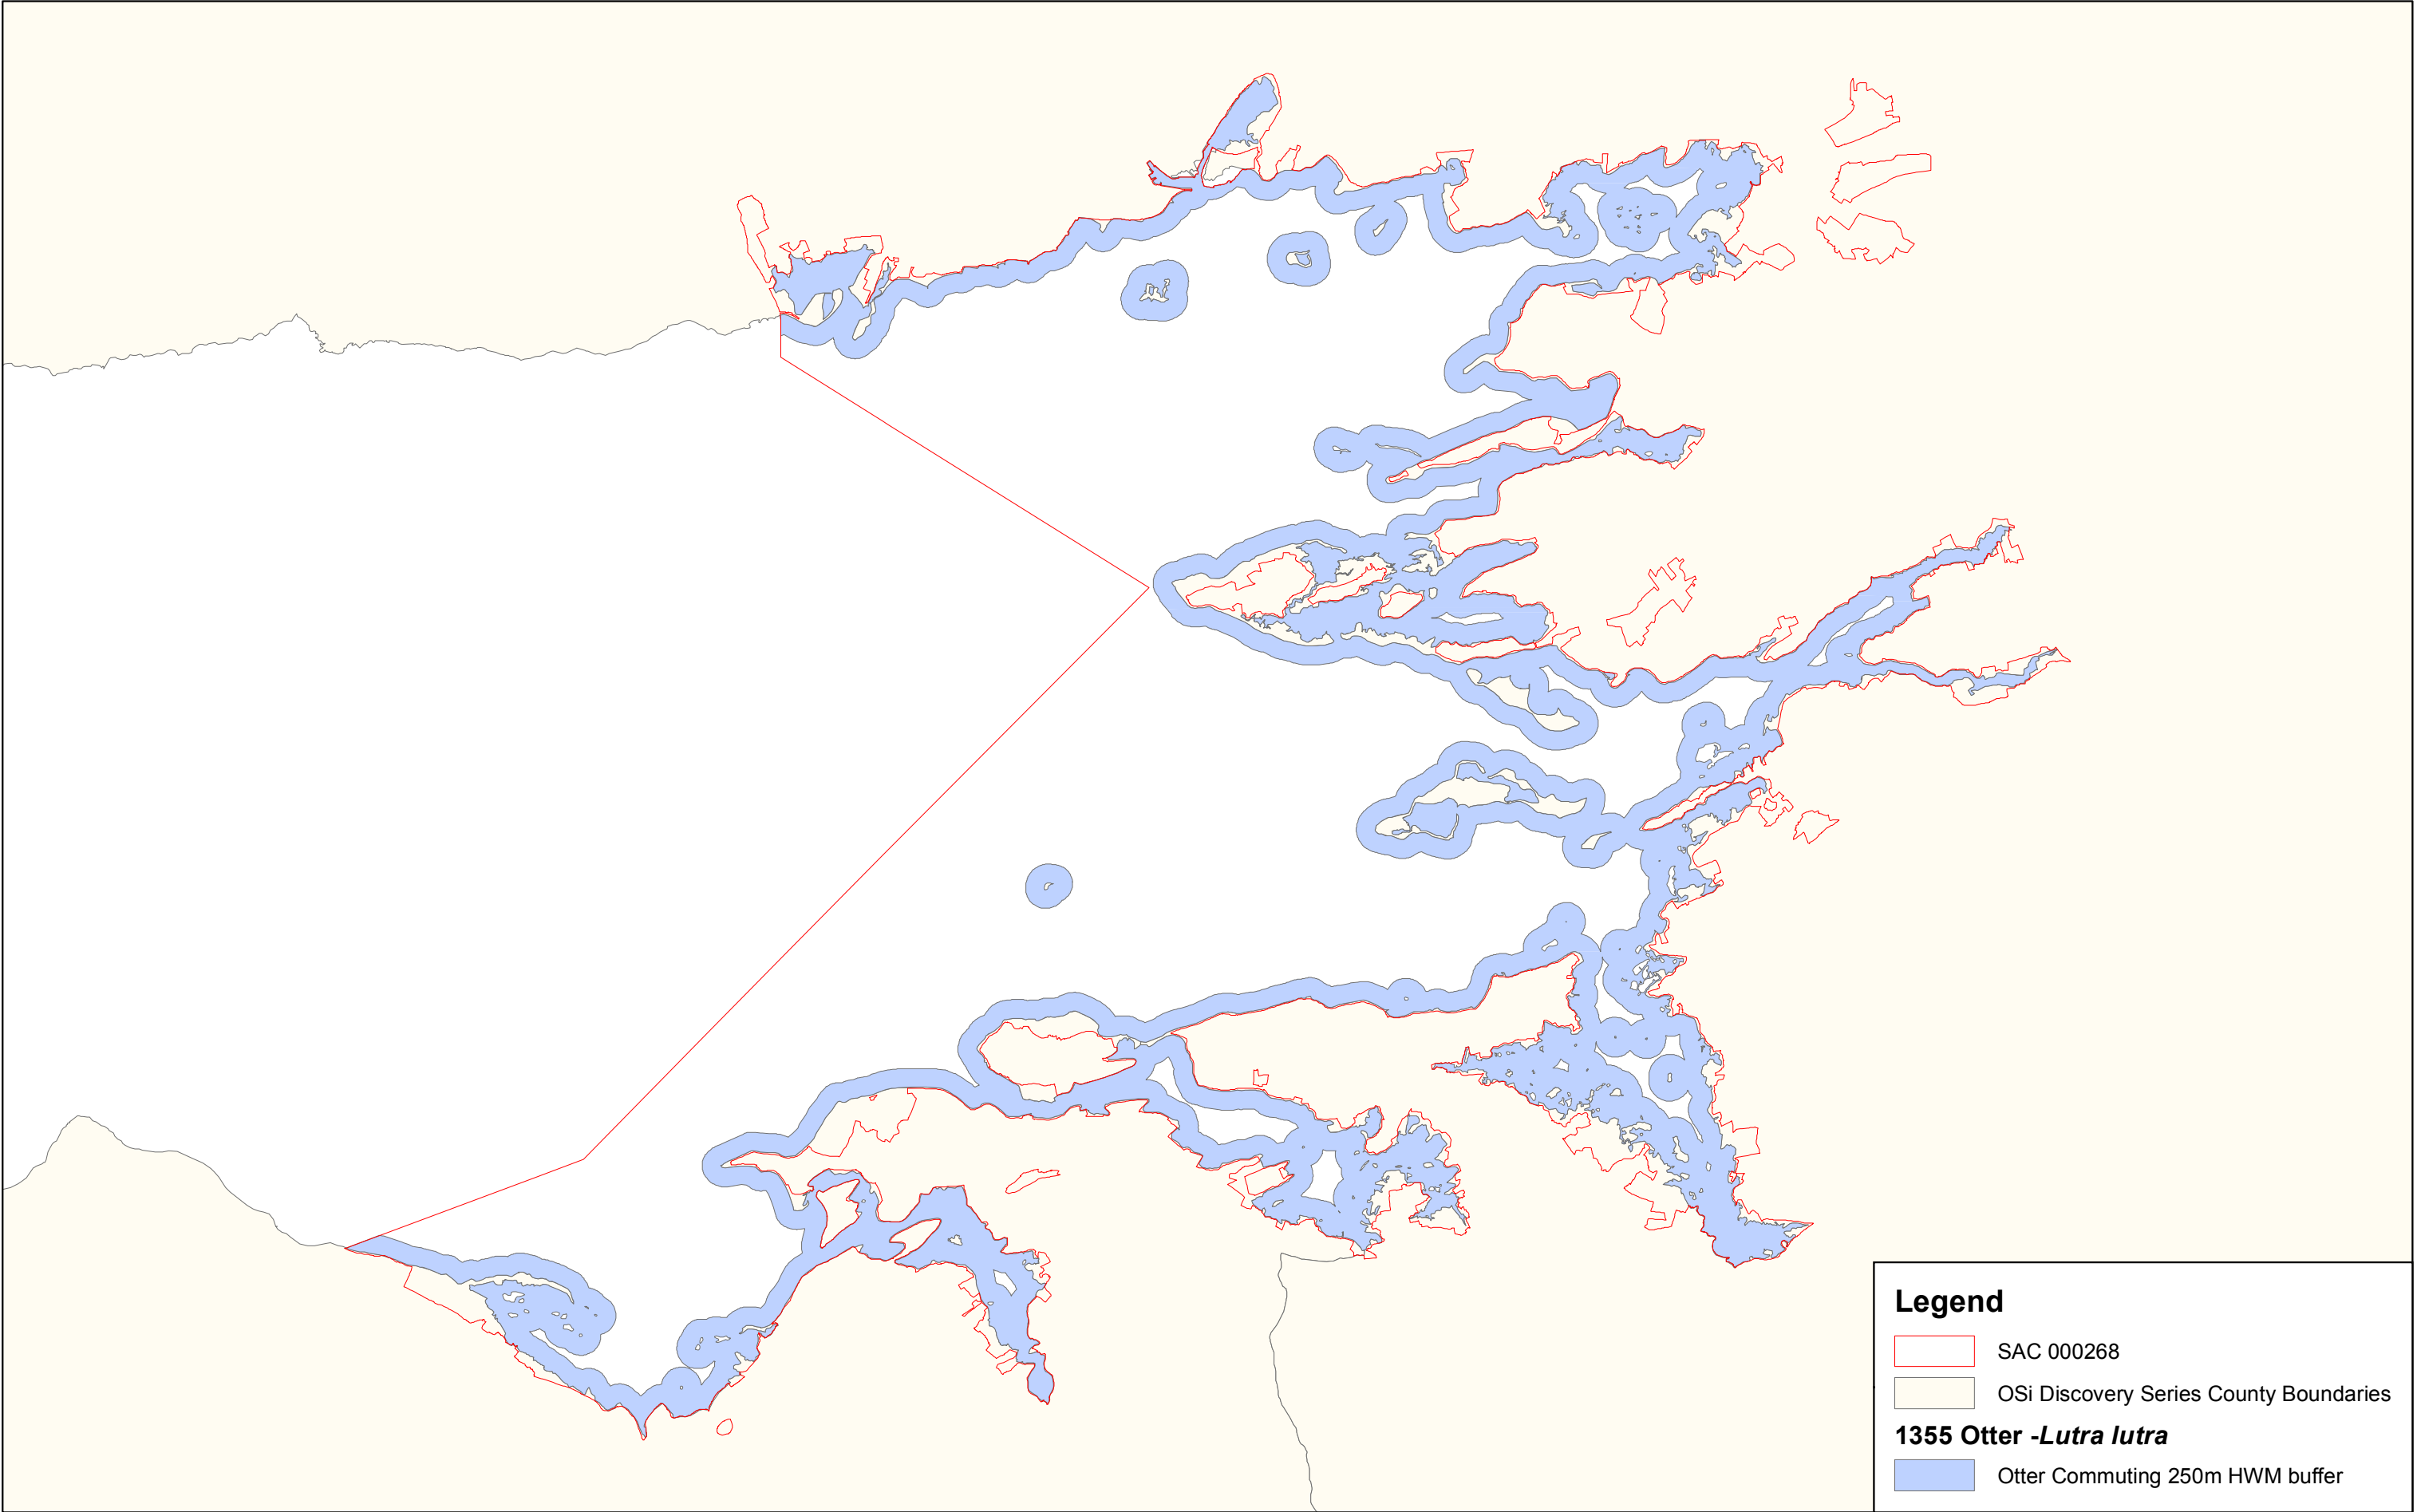 Legend
SAC 000268
OSi Discovery Series County Boundaries
1355 Otter -Lutra lutra
Otter Commuting 250m HWM buffer